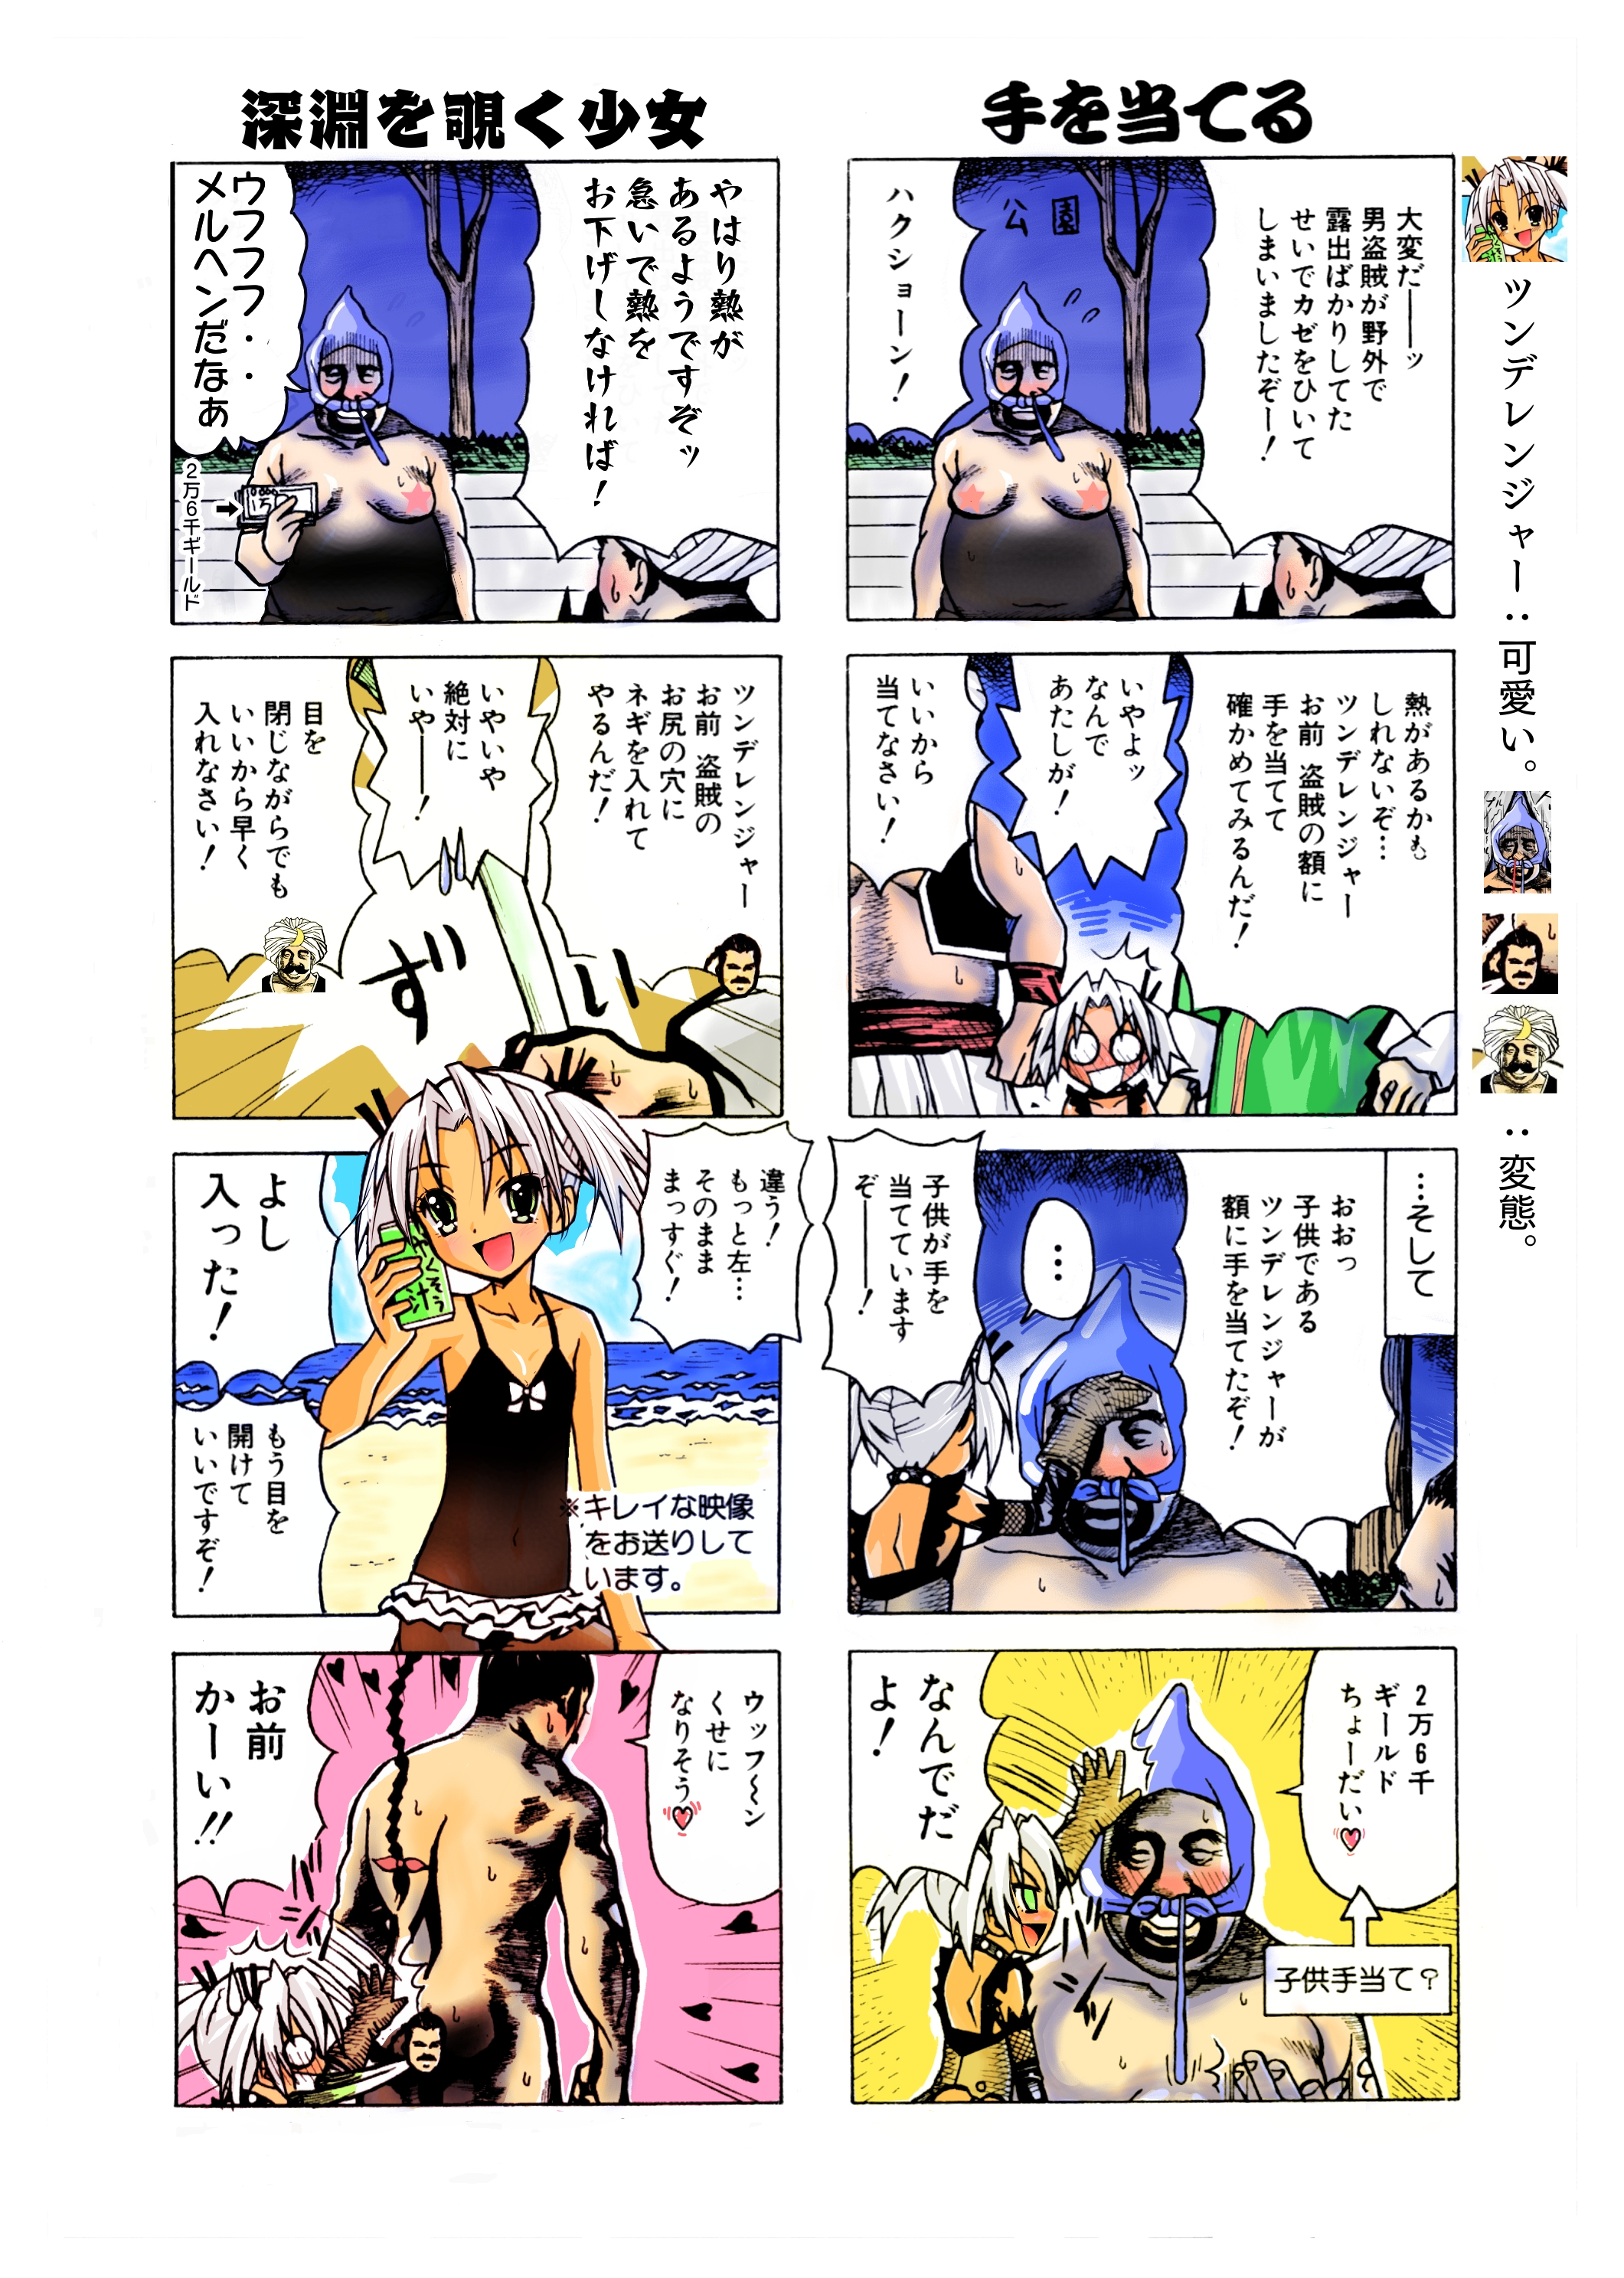 ツンデレンジャー：可愛い。
：変態。
手を当てる
大変だ――ッ
男盗賊が野外で
露出ばかりしてた
せいでカゼをひいて
しまいましたぞー！
公園
ハクショーン！
熱があるかも
しれないぞ…
ツンデレンジャー
お前 盗賊の額に
手を当てて
確かめてみるんだ！
いやよッ
なんで
あたしが！
いいから
当てなさい！
…そして
おおっ
子供である
ツンデレンジャーが
額に手を当てたぞ！
…
子供が手を
当てています
ぞ――！
2万6千
ギールド
ちょーだい♡
子供手当て？
なんでだ
よ！
深淵を覗く少女
やはり熱が
あるようですぞッ
急いで熱を
お下げしなければ！
ウフフフ・・
メルヘンだなぁ
2万6千ギールド
ツンデレンジャー
お前 盗賊の
お尻の穴に
ネギを入れて
やるんだ！
いやいや
絶対に
いや――！
目を
閉じながらでも
いいから早く
入れなさい！
ずい
違う！
もっと左…
そのまま
まっすぐ！
やくそう
汁
よし
入った！
もう目を
開けて
いいですぞ！
※キレイな映像
をお送りして
います。
ウッフ〜ン
くせに
なりそう♡
お前
かーい!!